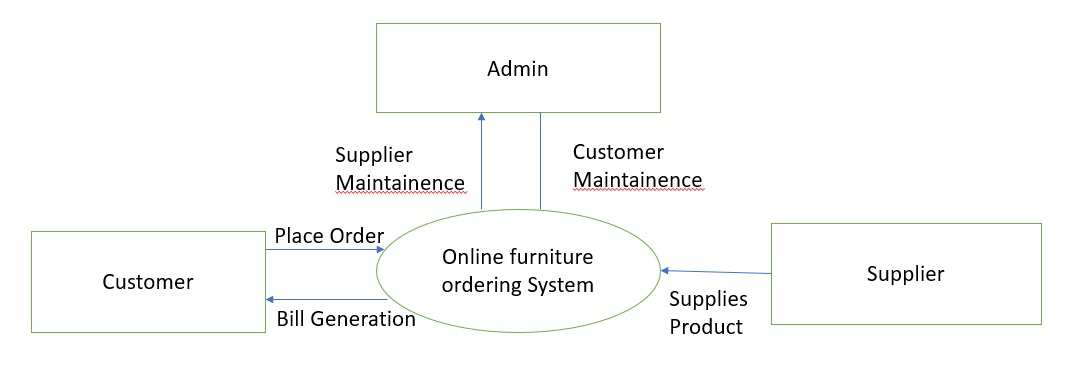 Admin
Supplier
Maintainence
Customer
Maintainence
Place Order
Customer
Online furniture
ordering System
Supplier
Bill Generation
Supplies
Product